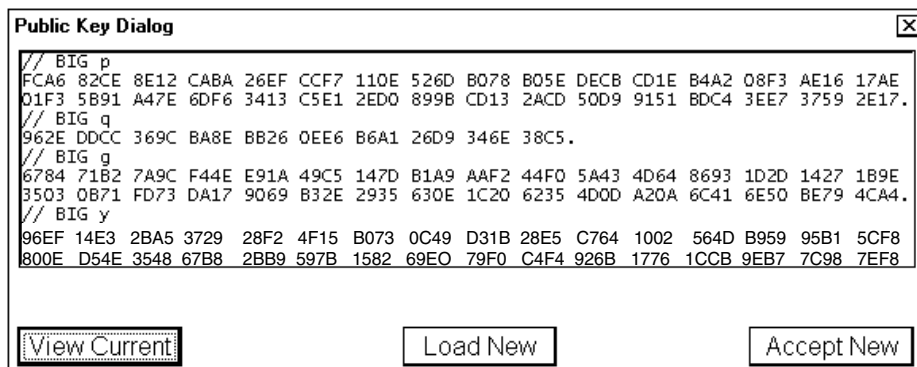 Public Key Dialog
// BIG p
FCA6 82CE 8E12 CABA 26EF CCF7 110E 526D B078 B05E DECB CD1E B4A2 08F3 AE16 17AE
01F3 5B91 A47E 6DF6 3413 C5E1 2ED0 899B CD13 2ACD 50D9 9151 BDC4 3EE7 3759 2E17.
// BIG q
962E DDCC 369C BA8E BB26 0EE6 B6A1 26D9 346E 38C5.
// BIG g
6784 71B2 7A9C F44E E91A 49C5 147D B1A9 AAF2 44F0 5A43 4D64 8693 1D2D 1427 1B9E
3503 0B71 FD73 DA17 9069 B32E 2935 630E 1C20 6235 4D0D A20A 6C41 6E50 BE79 4CA4.
// BIG y
96EF 14E3 2BA5 3729 28F2 4F15 B073 0C49 D31B 28E5 C764 1002 564D B959 95B1 5CF8
800E D54E 3548 67B8 2BB9 597B 1582 69EO 79F0 C4F4 926B 1776 1CCB 9EB7 7C98 7EF8
View Current Load New Accept New